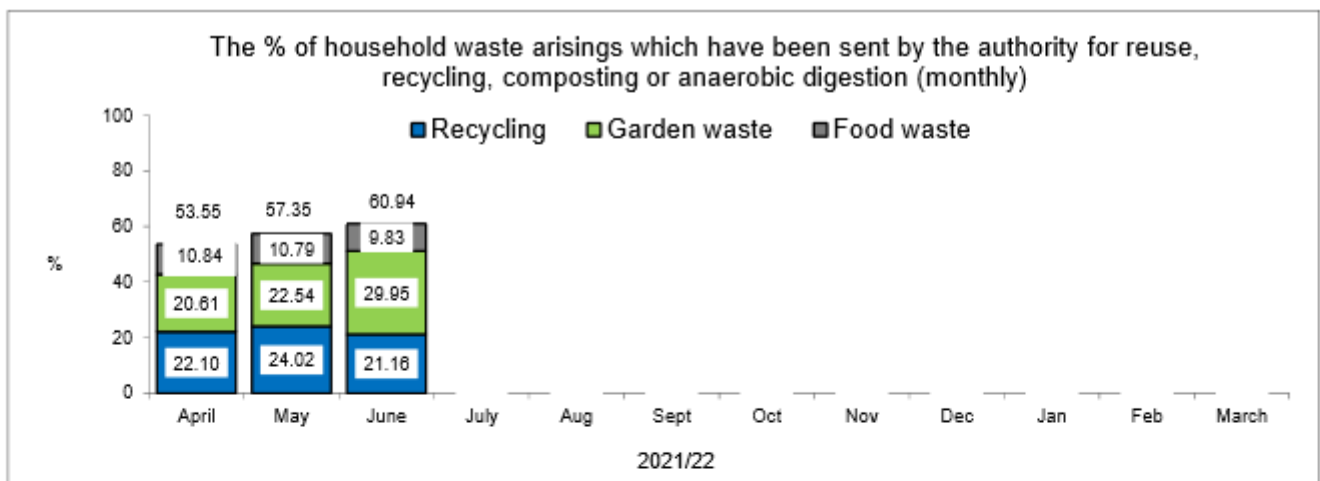 The % of household waste arisings which have been sent by the authority for reuse,
recycling, composting or anaerobic digestion (monthly)
Recycling Garden waste Food waste
100
80
60
40
20
0
%
53.55 57.35 60.94
10.84 10.79 9.83
20.61 22.54 29.95
22.10 24.02 21.16
April May June July Aug Sept Oct Nov Dec Jan Feb March
2021/22